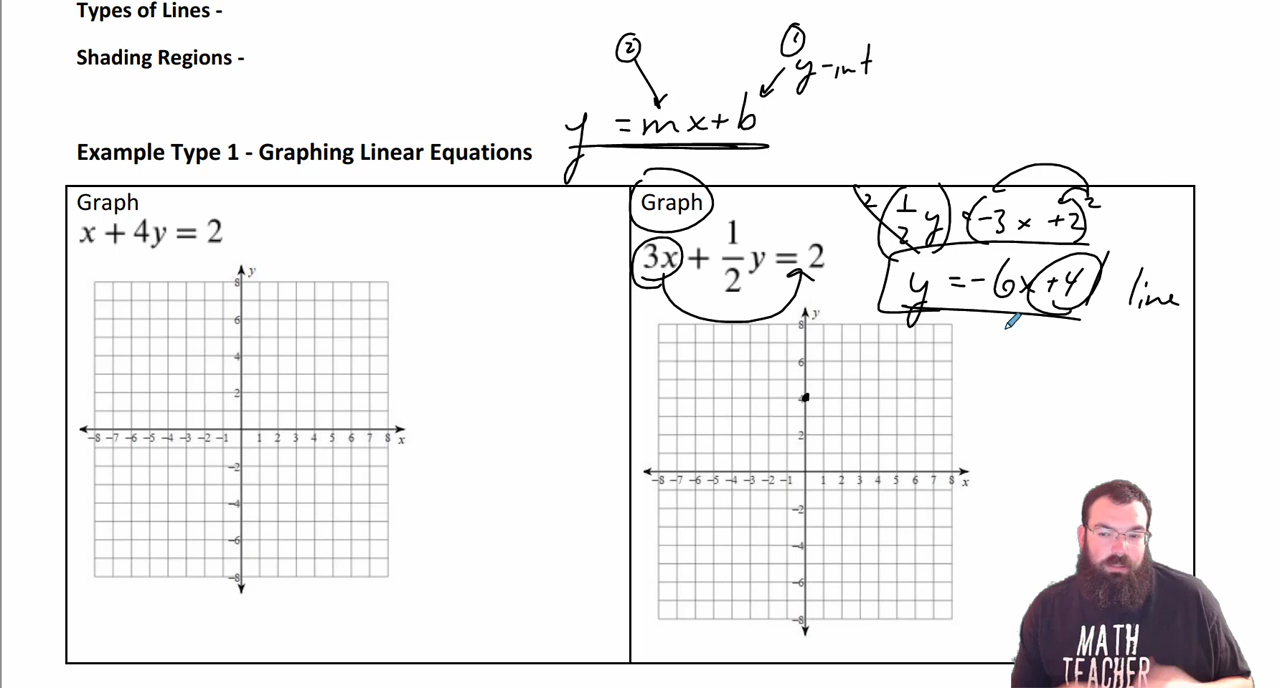 Types of Lines -
Shading Regions -
② ① y-int
y = mx + b
Example Type 1 - Graphing Linear Equations
Graph
x + 4y = 2
y
8
6
4
2
-8 -7 -6 -5 -4 -3 -2 -1 1 2 3 4 5 6 7 8 x
-2
-4
-6
-8
Graph
3x + 1/2 y = 2
2 (1/2 y = -3x + 2) 2
y = -6x + 4 line
y
8
6
2
-8 -7 -6 -5 -4 -3 -2 -1 1 2 3 4 5 6 7 8 x
-2
-4
-6
-8
MATH
TEACHER